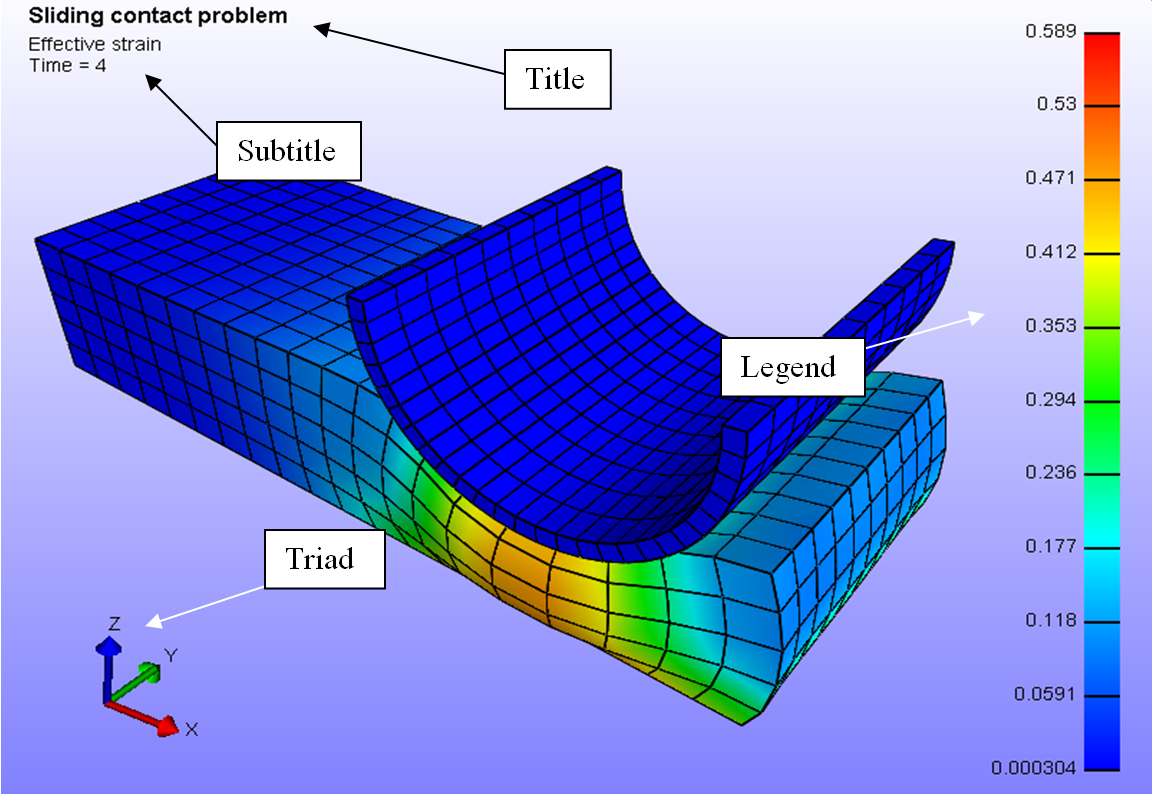 Sliding contact problem
Effective strain
Time = 4
Title
Subtitle
Legend
Triad
Z
Y
X
0.589
0.53
0.471
0.412
0.353
0.294
0.236
0.177
0.118
0.0591
0.000304